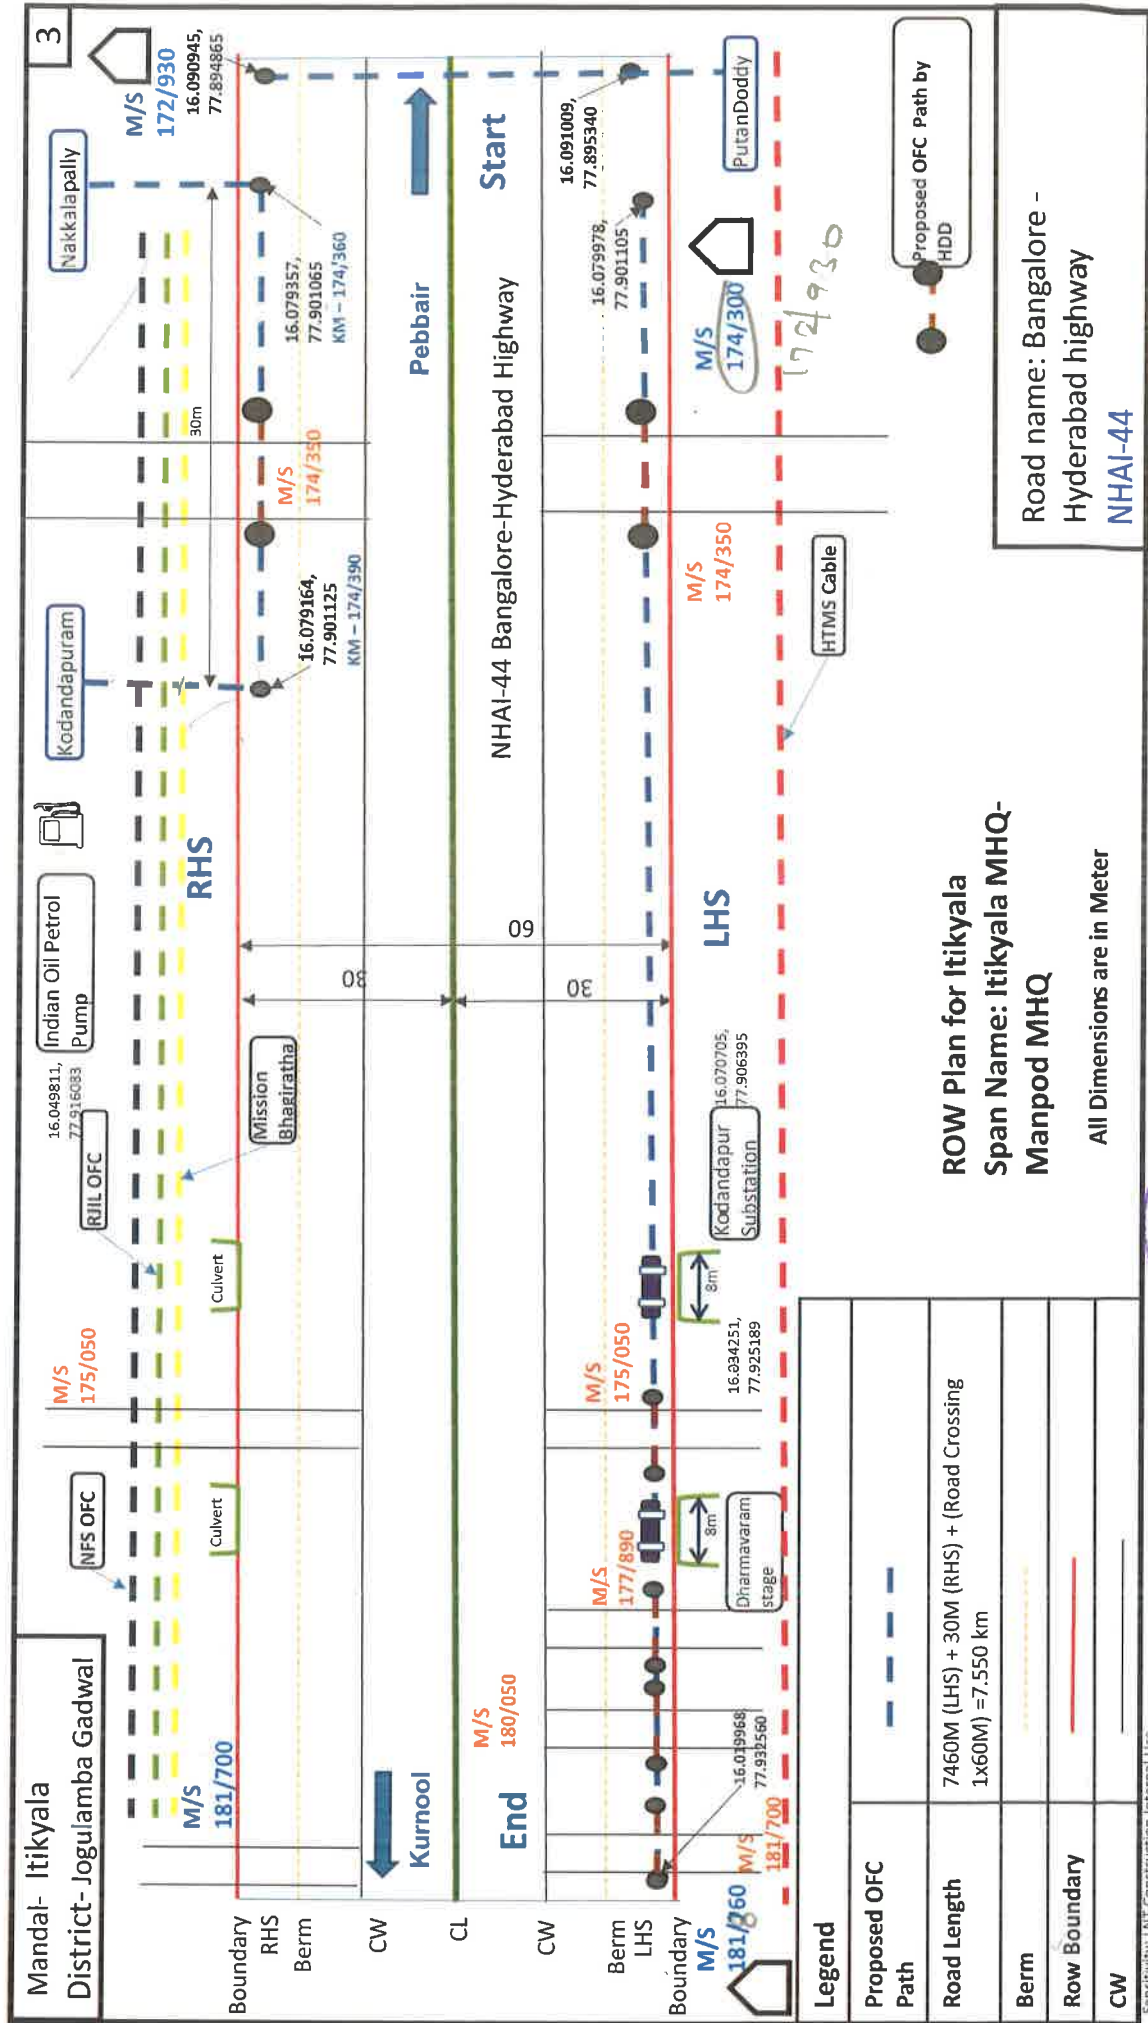 3
Mandal- Itikyala
District- Jogulamba Gadwal
NFS OFC
M/S
175/050
RJIL OFC
16.049811,
77.916083
Indian Oil Petrol
Pump
Kodandapuram
Nakkalapally
M/S
172/930
16.090945,
77.894865
M/S
181/700
Culvert
Culvert
Mission
Bhagiratha
RHS
30m
Boundary
RHS
Berm
CW
CL
CW
Berm
LHS
Boundary
16.079164,
77.901125
KM – 174/390
M/S
174/350
16.079357,
77.901065
KM – 174/360
Kurnool
Pebbair
End
M/S
180/050
30
60
30
NHAI-44 Bangalore-Hyderabad Highway
Start
M/S
177/890
M/S
175/050
16.079978,
77.901105
16.091009,
77.895340
M/S
181/760
M/S
181/700
16.019968,
77.932560
Dharmavaram
stage
8m
8m
16.034251,
77.925189
Kodandapur
Substation
16.070705,
77.906395
LHS
M/S
174/350
M/S
174/300
172/930
PutanDoddy
HTMS Cable
Proposed OFC Path by
HDD
Legend
Proposed OFC
Path
Road Length
7460M (LHS) + 30M (RHS) + (Road Crossing
1x60M) =7.550 km
Berm
Row Boundary
CW
ROW Plan for Itikyala
Span Name: Itikyala MHQ-
Manpod MHQ
All Dimensions are in Meter
Road name: Bangalore -
Hyderabad highway
NHAI-44